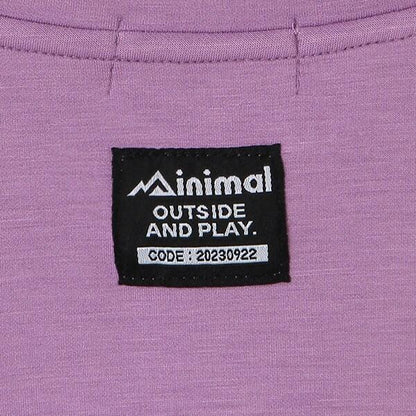 Minimal
OUTSIDE
AND PLAY.
CODE : 20230922